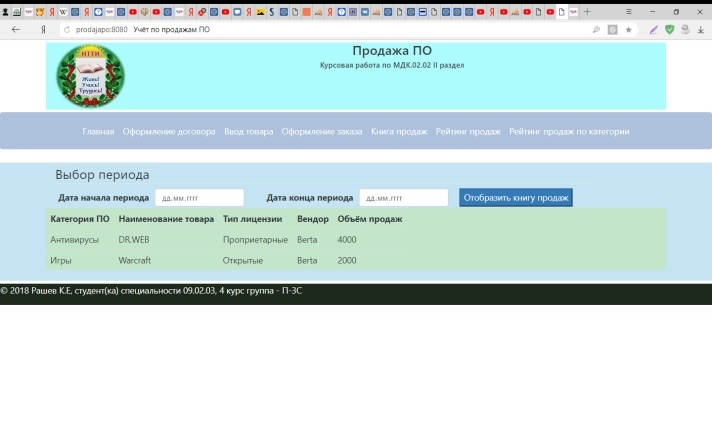 prodajapo:8080 Учёт по продажам ПО
НГТИ
Живи!
Учись!
Трудись!
Продажа ПО
Курсовая работа по МДК.02.02 II раздел
Главная Оформление договора Ввод товара Оформление заказа Книга продаж Рейтинг продаж Рейтинг продаж по категории
Выбор периода
Дата начала периода дд.мм.гггг Дата конца периода дд.мм.гггг Отобразить книгу продаж
Категория ПО Наименование товара Тип лицензии Вендор Объём продаж
Антивирусы DR.WEB Проприетарные Berta 4000
Игры Warcraft Открытые Berta 2000
© 2018 Рашев К.Е, студент(ка) специальности 09.02.03, 4 курс группа - П-3С